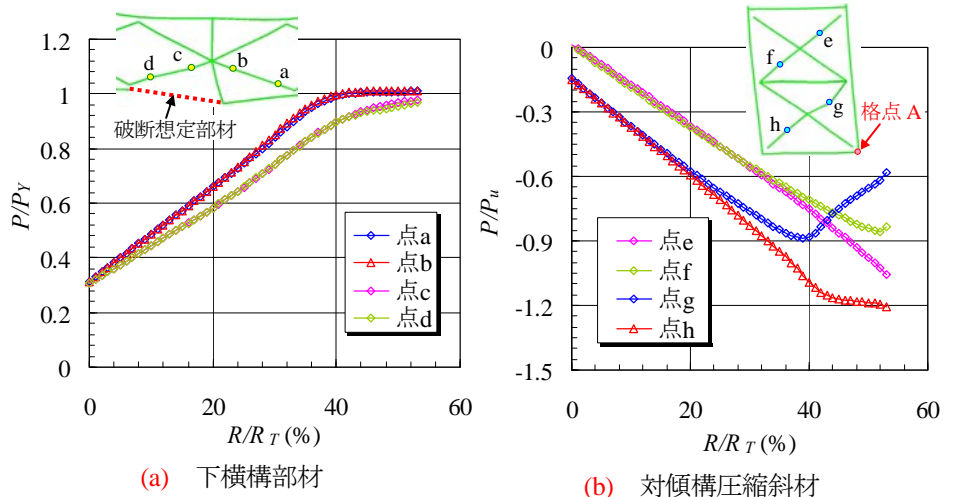 1.2
1
0.8
0.6
0.4
0.2
0
P/P_Y
d
c
b
a
破断想定部材
点a
点b
点c
点d
0
20
40
60
R/R_T (%)
(a) 下横構部材
0
-0.3
-0.6
-0.9
-1.2
-1.5
P/P_u
e
f
g
h
格点 A
点e
点f
点g
点h
0
20
40
60
R/R_T (%)
(b) 対傾構圧縮斜材